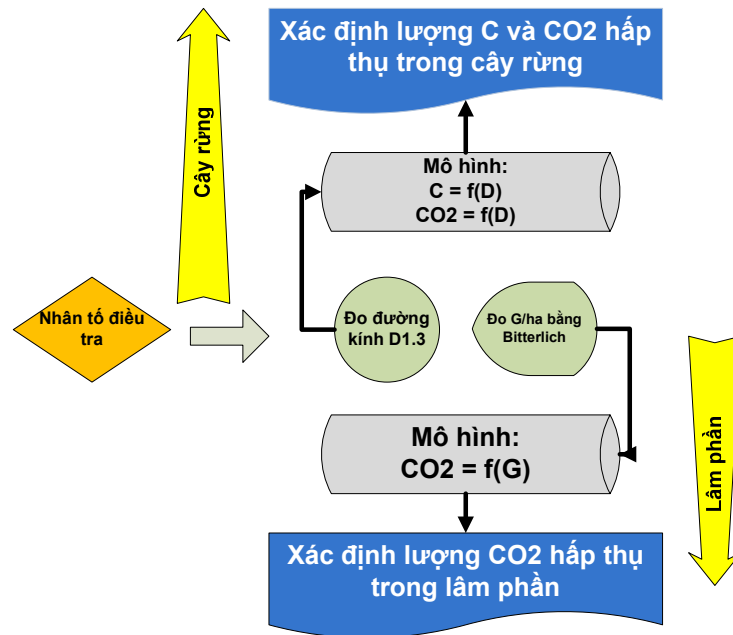 Xác định lượng C và CO2 hấp
thụ trong cây rừng
Cây rừng
Mô hình:
C = f(D)
CO2 = f(D)
Nhân tố điều
tra
Đo đường
kính D1.3
Đo G/ha bằng
Bitterlich
Mô hình:
CO2 = f(G)
Lâm phần
Xác định lượng CO2 hấp thụ
trong lâm phần